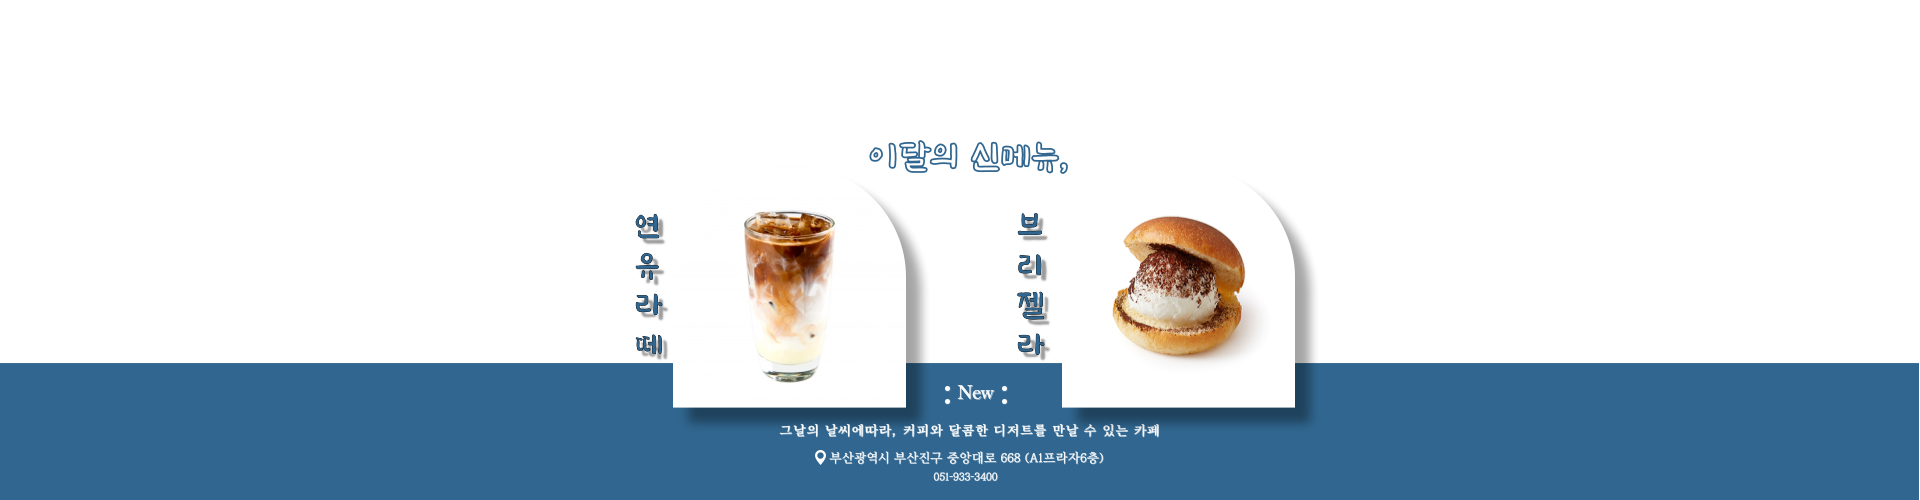 이달의 신메뉴,
연유라떼
브리젤라
: New :
그날의 날씨에따라, 커피와 달콤한 디저트를 만날 수 있는 카페
부산광역시 부산진구 중앙대로 668 (A1프라자6층)
051-933-3400